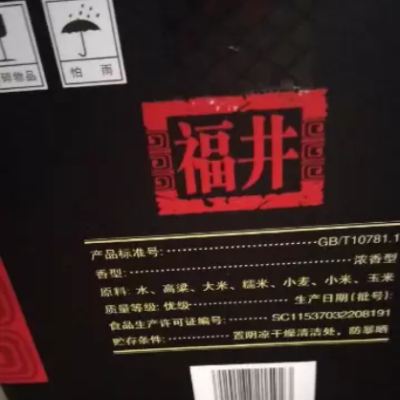 碎物品
怕 雨
福井
产品标准号: GB/T10781.1
香型: 浓香型
原料: 水、高粱、大米、糯米、小麦、小米、玉米
质量等级: 优级 生产日期(批号):
食品生产许可证编号: SC11537032208191
贮存条件: 置阴凉干燥清洁处, 防暴晒